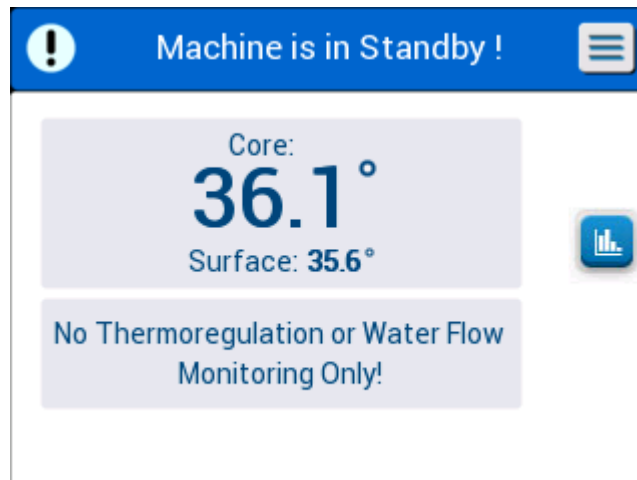 Machine is in Standby !
Core:
36.1°
Surface: 35.6°
No Thermoregulation or Water Flow
Monitoring Only!